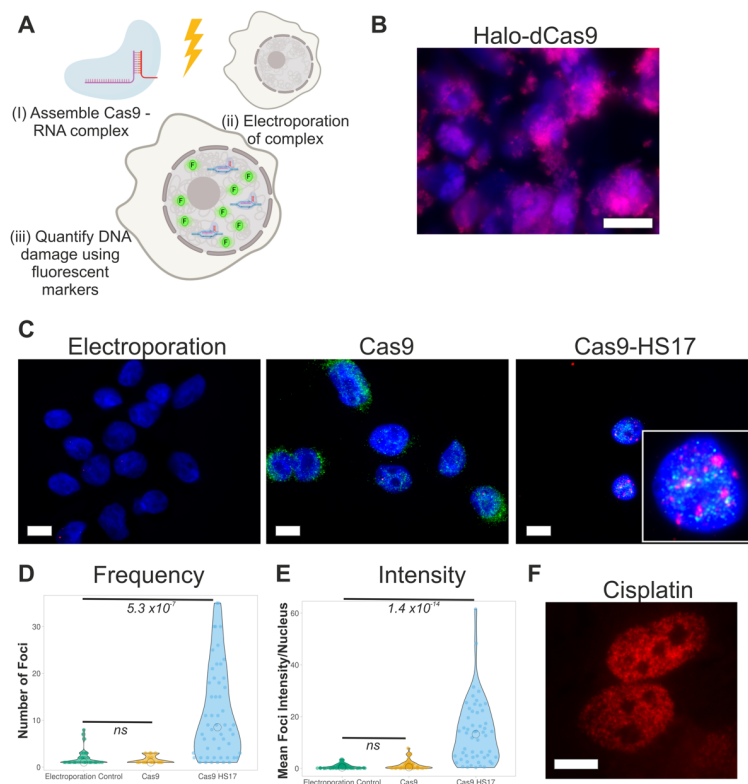 A
(I) Assemble Cas9 -
RNA complex
(ii) Electroporation
of complex
F
F
F
F
F
F
F
F
F
(iii) Quantify DNA
damage using
fluorescent
markers
B
Halo-dCas9
C
Electroporation
Cas9
Cas9-HS17
D
Frequency
5.3 x10-7
Number of Foci
30
20
10
0
ns
Electroporation Control
Cas9
Cas9 HS17
E
Intensity
1.4 x10-14
Mean Foci Intensity/Nucleus
60
40
20
0
ns
Electroporation Control
Cas9
Cas9 HS17
F
Cisplatin